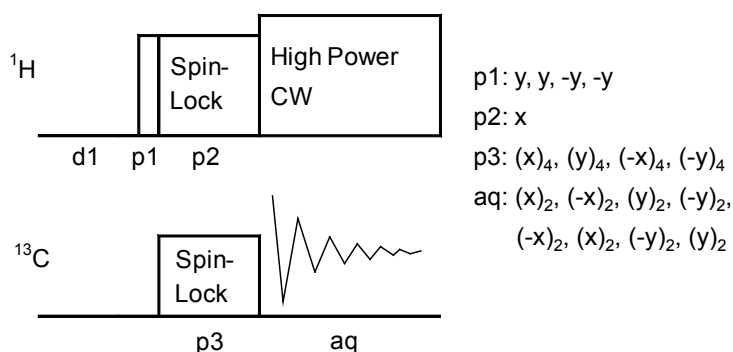 ¹H
Spin-
Lock
High Power
CW
d1 p1 p2
¹³C
Spin-
Lock
p3 aq
p1: y, y, -y, -y
p2: x
p3: (x)₄, (y)₄, (-x)₄, (-y)₄
aq: (x)₂, (-x)₂, (y)₂, (-y)₂,
(-x)₂, (x)₂, (-y)₂, (y)₂